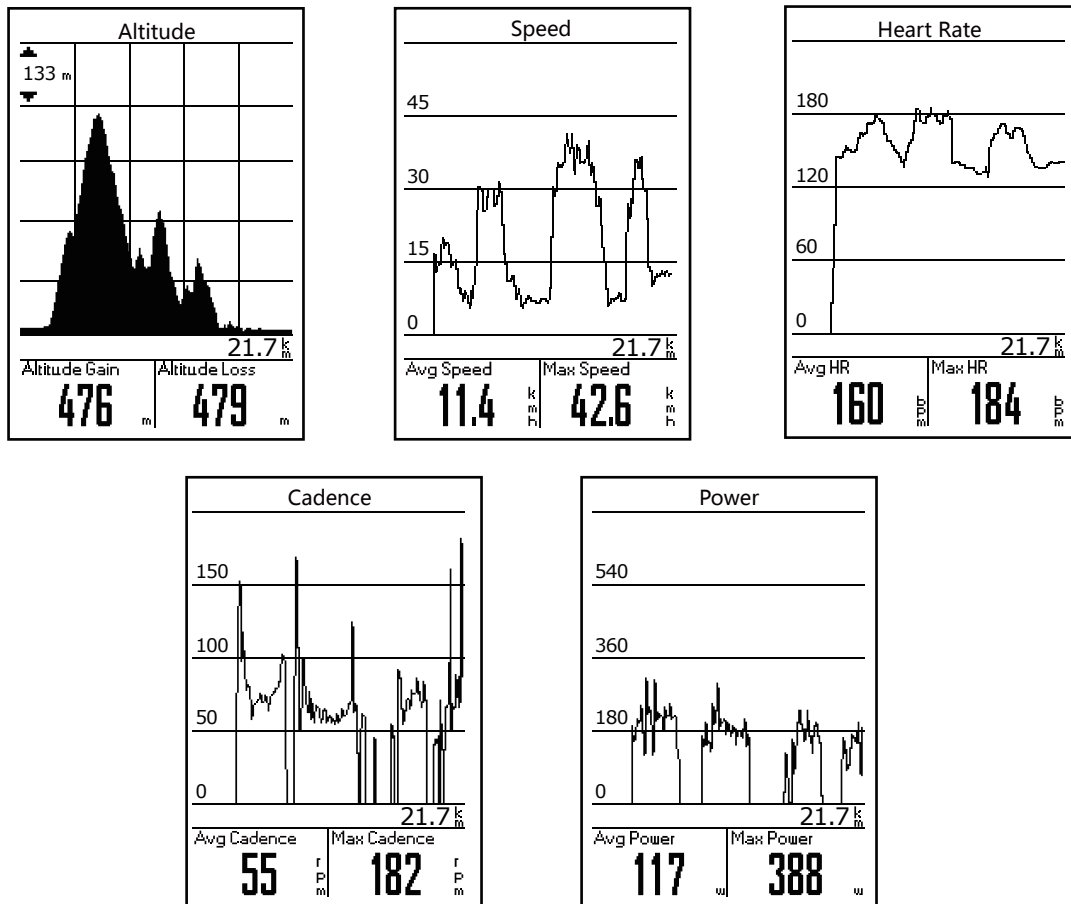 Altitude
133 m
21.7 km
Altitude Gain
476 m
Altitude Loss
479 m
Speed
45
30
15
0
21.7 km
Avg Speed
11.4 kmh
Max Speed
42.6 kmh
Heart Rate
180
120
60
0
21.7 km
Avg HR
160 bpm
Max HR
184 bpm
Cadence
150
100
50
0
21.7 km
Avg Cadence
55 rpm
Max Cadence
182 rpm
Power
540
360
180
0
21.7 km
Avg Power
117 w
Max Power
388 w